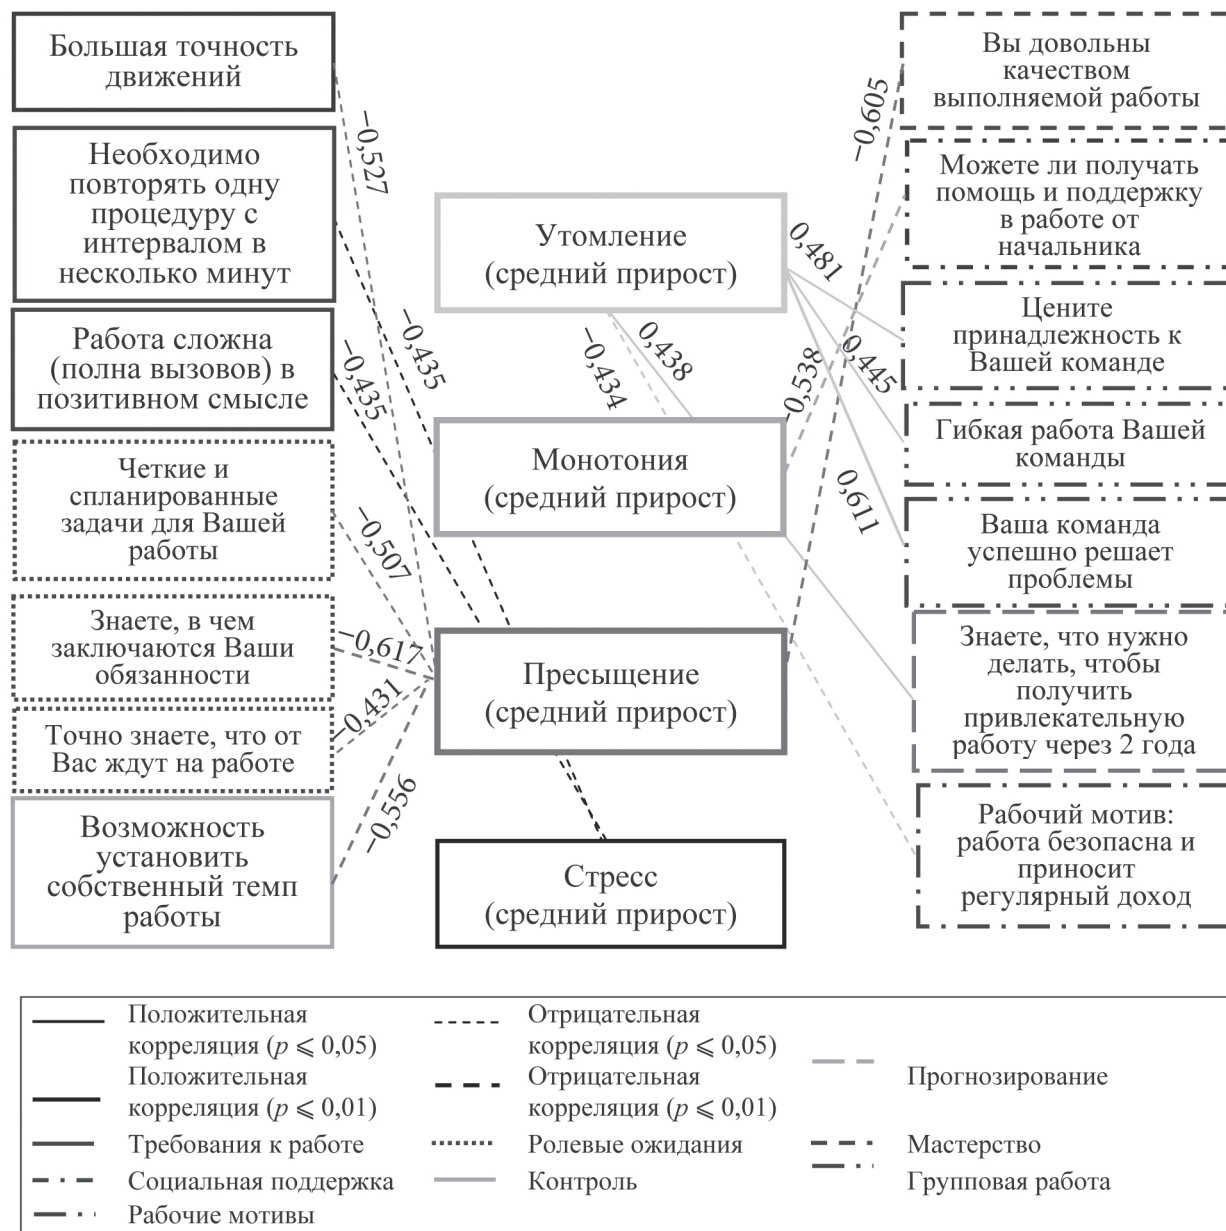 Большая точность
движений
Необходимо
повторять одну
процедуру с
интервалом в
несколько минут
Работа сложна
(полна вызовов) в
позитивном смысле
Четкие и
спланированные
задачи для Вашей
работы
Знаете, в чем
заключаются Ваши
обязанности
Точно знаете, что от
Вас ждут на работе
Возможность
установить
собственный темп
работы
−0,527
−0,435
−0,435
−0,507
−0,617
−0,431
−0,556
Утомление
(средний прирост)
−0,434
0,438
Монотония
(средний прирост)
Пресыщение
(средний прирост)
Стресс
(средний прирост)
−0,605
0,481
−0,538
0,445
0,611
Вы довольны
качеством
выполняемой работы
Можете ли получать
помощь и поддержку
в работе от
начальника
Цените
принадлежность к
Вашей команде
Гибкая работа Вашей
команды
Ваша команда
успешно решает
проблемы
Знаете, что нужно
делать, чтобы
получить
привлекательную
работу через 2 года
Рабочий мотив:
работа безопасна и
приносит
регулярный доход
Положительная
корреляция (p ⩽ 0,05)
Положительная
корреляция (p ⩽ 0,01)
Требования к работе
Социальная поддержка
Рабочие мотивы
Отрицательная
корреляция (p ⩽ 0,05)
Отрицательная
корреляция (p ⩽ 0,01)
Ролевые ожидания
Контроль
Прогнозирование
Мастерство
Групповая работа